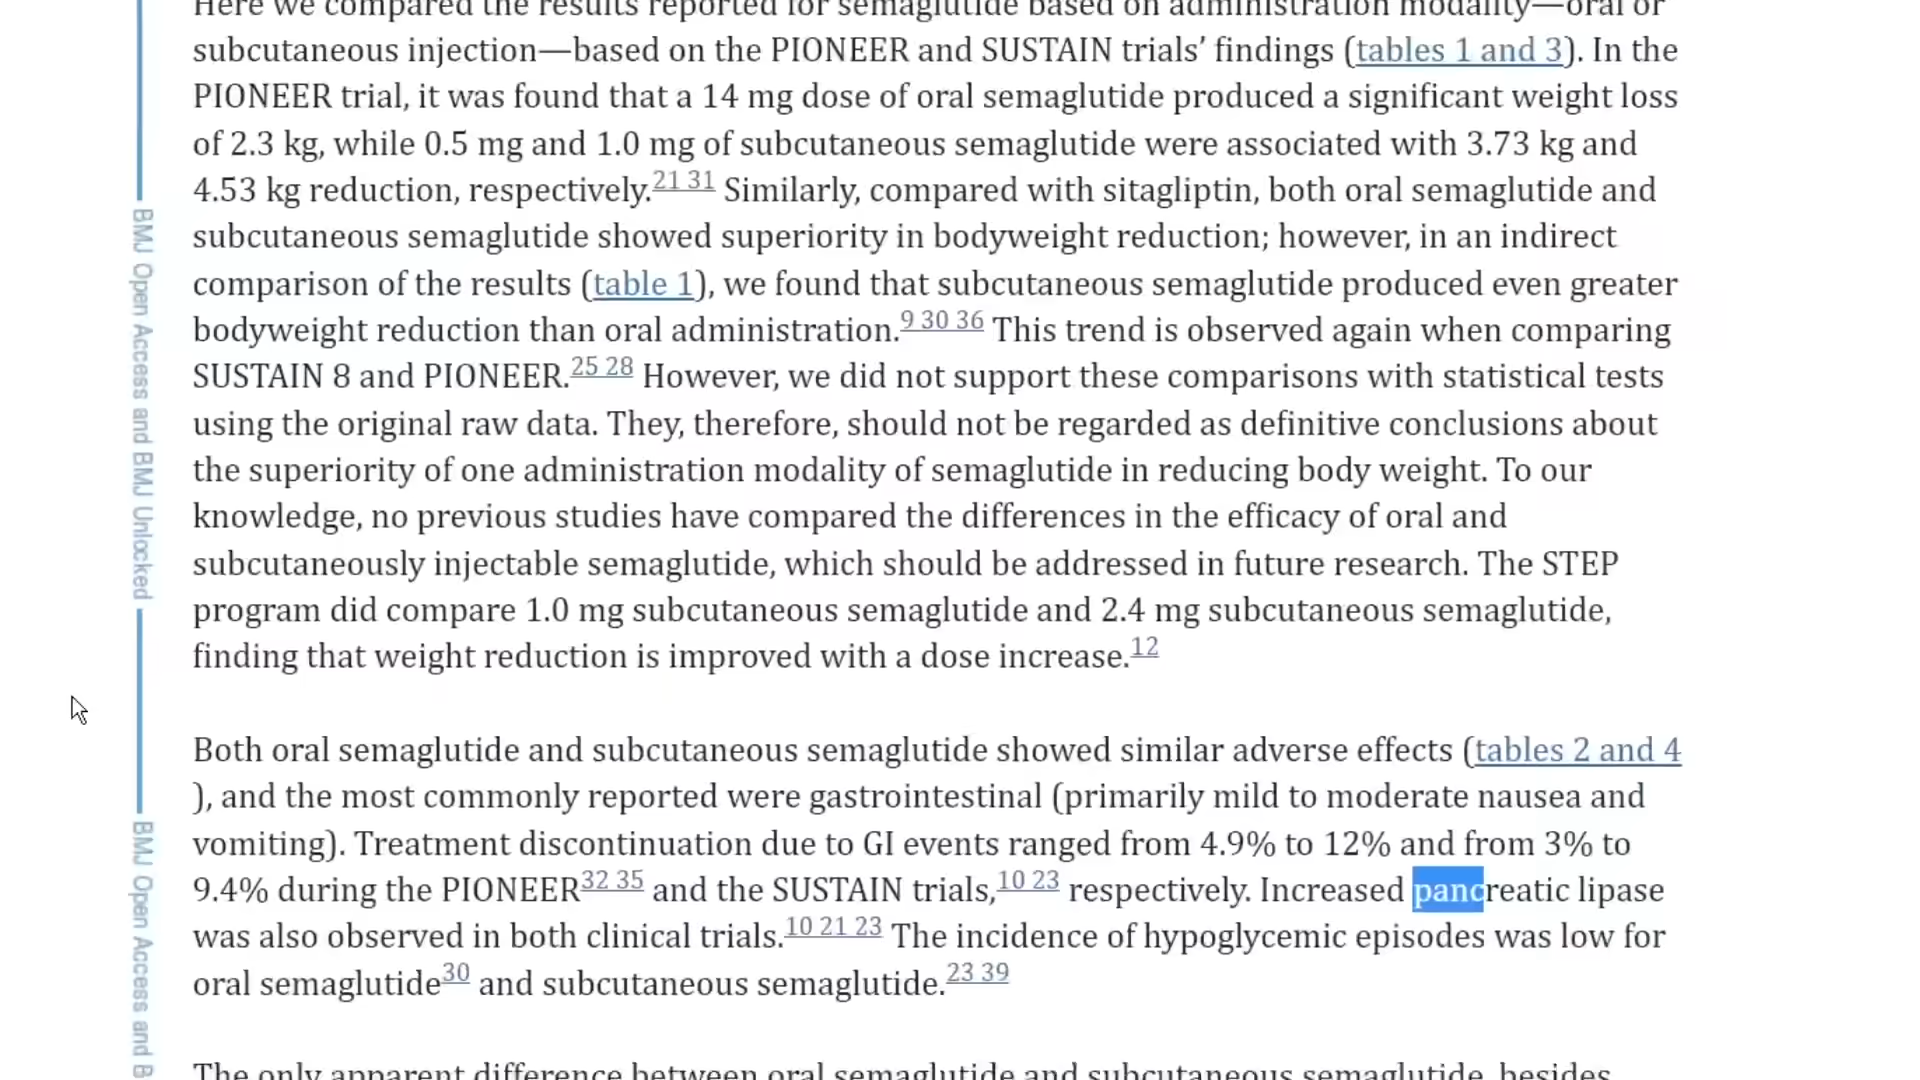 Here we compared the results reported for semaglutide based on administration modality—oral or
subcutaneous injection—based on the PIONEER and SUSTAIN trials’ findings (tables 1 and 3). In the
PIONEER trial, it was found that a 14 mg dose of oral semaglutide produced a significant weight loss
of 2.3 kg, while 0.5 mg and 1.0 mg of subcutaneous semaglutide were associated with 3.73 kg and
4.53 kg reduction, respectively.21 31 Similarly, compared with sitagliptin, both oral semaglutide and
subcutaneous semaglutide showed superiority in bodyweight reduction; however, in an indirect
comparison of the results (table 1), we found that subcutaneous semaglutide produced even greater
bodyweight reduction than oral administration.9 30 36 This trend is observed again when comparing
SUSTAIN 8 and PIONEER.25 28 However, we did not support these comparisons with statistical tests
using the original raw data. They, therefore, should not be regarded as definitive conclusions about
the superiority of one administration modality of semaglutide in reducing body weight. To our
knowledge, no previous studies have compared the differences in the efficacy of oral and
subcutaneously injectable semaglutide, which should be addressed in future research. The STEP
program did compare 1.0 mg subcutaneous semaglutide and 2.4 mg subcutaneous semaglutide,
finding that weight reduction is improved with a dose increase.12
Both oral semaglutide and subcutaneous semaglutide showed similar adverse effects (tables 2 and 4
), and the most commonly reported were gastrointestinal (primarily mild to moderate nausea and
vomiting). Treatment discontinuation due to GI events ranged from 4.9% to 12% and from 3% to
9.4% during the PIONEER32 35 and the SUSTAIN trials,10 23 respectively. Increased pancreatic lipase
was also observed in both clinical trials.10 21 23 The incidence of hypoglycemic episodes was low for
oral semaglutide30 and subcutaneous semaglutide.23 39
The only apparent difference between oral semaglutide and subcutaneous semaglutide, besides
BMJ Open Access and BMJ Unlocked
BMJ Open Access and B